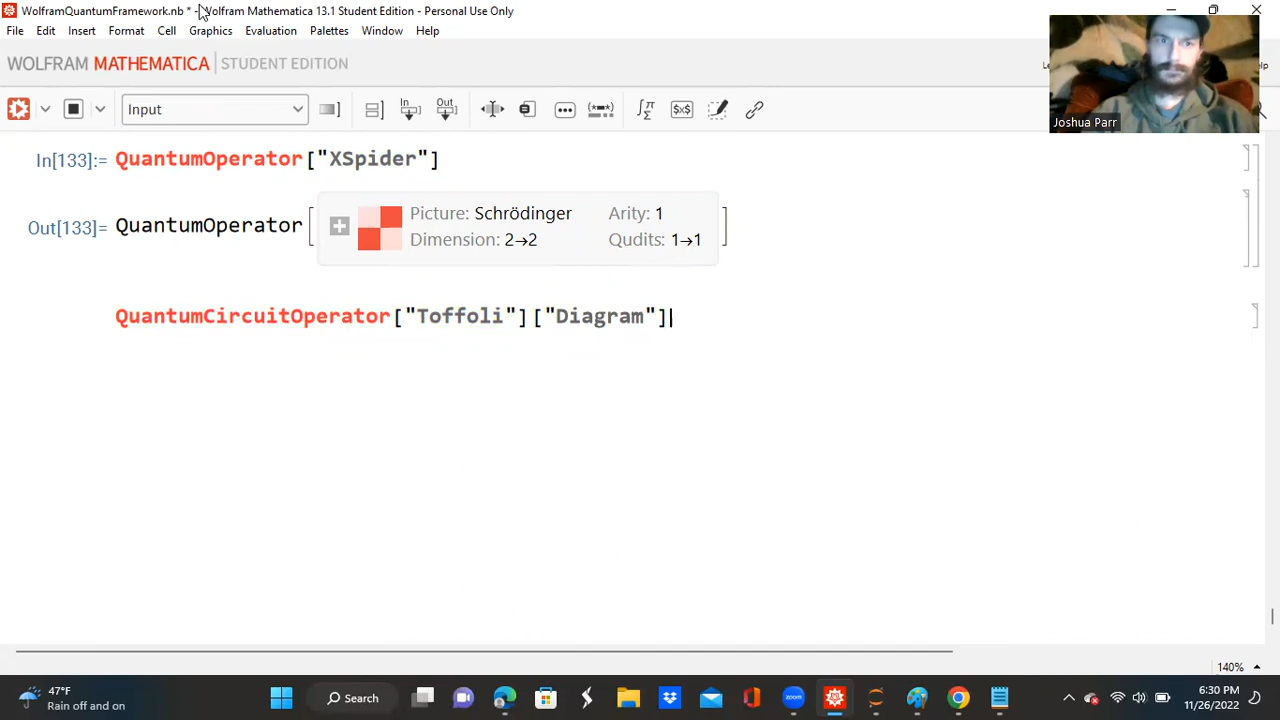 WolframQuantumFramework.nb * - Wolfram Mathematica 13.1 Student Edition - Personal Use Only
File Edit Insert Format Cell Graphics Evaluation Palettes Window Help
WOLFRAM MATHEMATICA STUDENT EDITION
Joshua Parr
Input
In Out
In[133]:= QuantumOperator["XSpider"]
Picture: Schrödinger Arity: 1
Out[133]= QuantumOperator[ ]
Dimension: 2→2 Qudits: 1→1
QuantumCircuitOperator["Toffoli"]["Diagram"]
140%
47°F
Rain off and on
Search
zoom
6:30 PM
11/26/2022